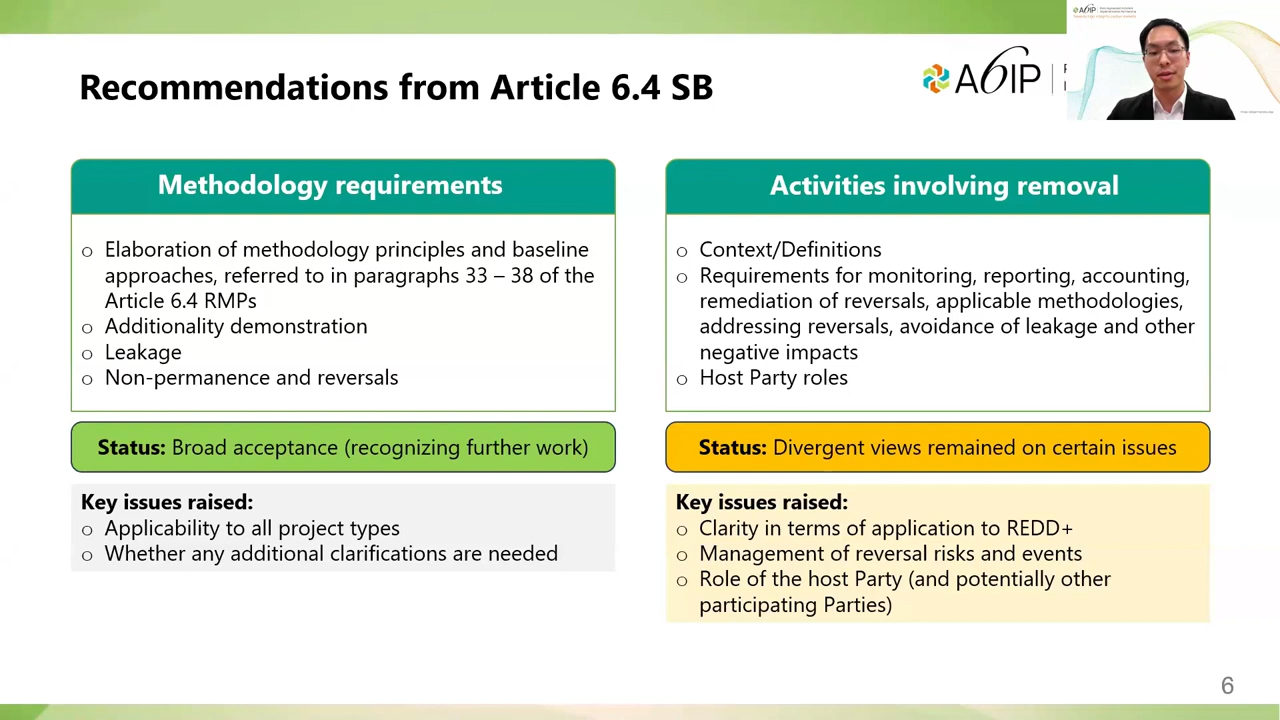 Recommendations from Article 6.4 SB
A6IP
A6IP
Methodology requirements
○ Elaboration of methodology principles and baseline
approaches, referred to in paragraphs 33 – 38 of the
Article 6.4 RMPs
○ Additionality demonstration
○ Leakage
○ Non-permanence and reversals
Status: Broad acceptance (recognizing further work)
Key issues raised:
○ Applicability to all project types
○ Whether any additional clarifications are needed
Activities involving removal
○ Context/Definitions
○ Requirements for monitoring, reporting, accounting,
remediation of reversals, applicable methodologies,
addressing reversals, avoidance of leakage and other
negative impacts
○ Host Party roles
Status: Divergent views remained on certain issues
Key issues raised:
○ Clarity in terms of application to REDD+
○ Management of reversal risks and events
○ Role of the host Party (and potentially other
participating Parties)
6